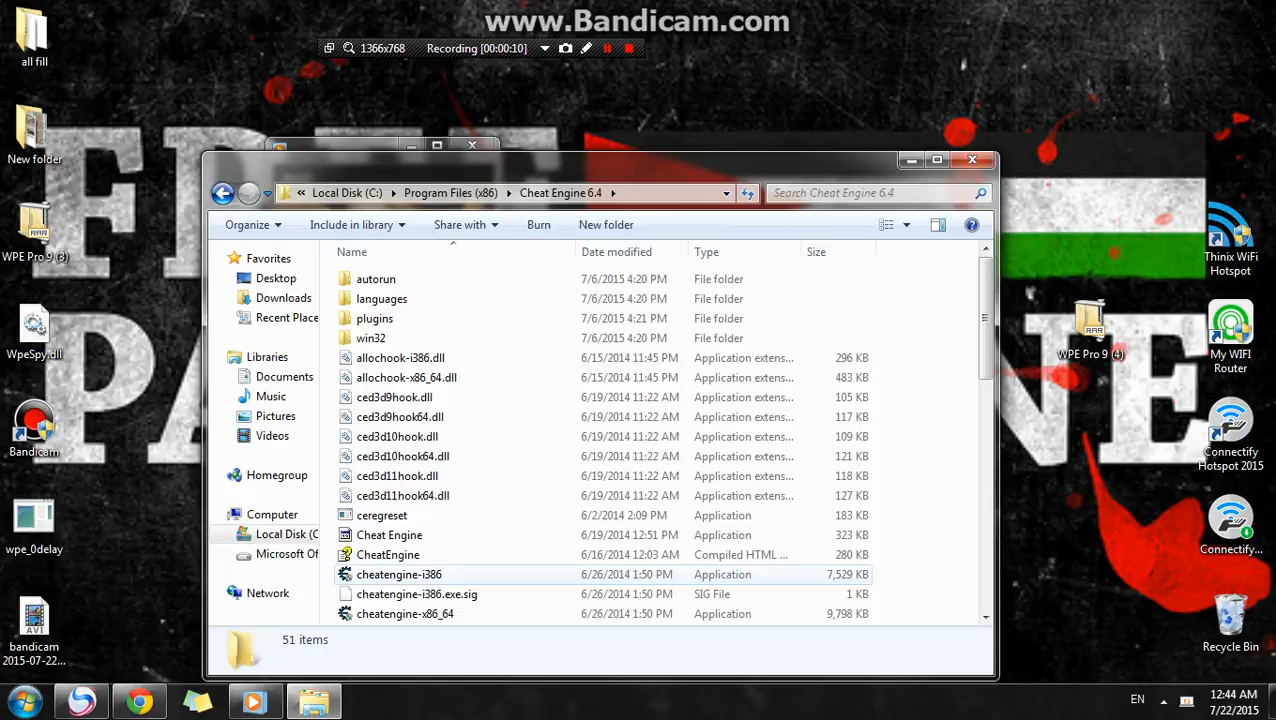 www.Bandicam.com
1366x768 Recording [00:00:10]
all fill
New folder
WPE Pro 9 (3)
WpeSpy.dll
Bandicam
wpe_0delay
bandicam
2015-07-22...
« Local Disk (C:) Program Files (x86) Cheat Engine 6.4
Search Cheat Engine 6.4
Organize Include in library Share with Burn New folder
Favorites
Desktop
Downloads
Recent Place
Libraries
Documents
Music
Pictures
Videos
Homegroup
Computer
Local Disk (C
Microsoft Of
Network
Name Date modified Type Size
autorun 7/6/2015 4:20 PM File folder
languages 7/6/2015 4:20 PM File folder
plugins 7/6/2015 4:21 PM File folder
win32 7/6/2015 4:20 PM File folder
allochook-i386.dll 6/15/2014 11:45 PM Application extens... 296 KB
allochook-x86_64.dll 6/15/2014 11:45 PM Application extens... 483 KB
ced3d9hook.dll 6/19/2014 11:22 AM Application extens... 105 KB
ced3d9hook64.dll 6/19/2014 11:22 AM Application extens... 117 KB
ced3d10hook.dll 6/19/2014 11:22 AM Application extens... 109 KB
ced3d10hook64.dll 6/19/2014 11:22 AM Application extens... 121 KB
ced3d11hook.dll 6/19/2014 11:22 AM Application extens... 118 KB
ced3d11hook64.dll 6/19/2014 11:22 AM Application extens... 127 KB
ceregreset 6/2/2014 2:09 PM Application 183 KB
Cheat Engine 6/19/2014 12:51 PM Application 323 KB
CheatEngine 6/16/2014 12:03 AM Compiled HTML ... 280 KB
cheatengine-i386 6/26/2014 1:50 PM Application 7,529 KB
cheatengine-i386.exe.sig 6/26/2014 1:50 PM SIG File 1 KB
cheatengine-x86_64 6/26/2014 1:50 PM Application 9,798 KB
51 items
Thinix WiFi
Hotspot
WPE Pro 9 (4)
My WIFI
Router
Connectify
Hotspot 2015
Connectify...
Recycle Bin
EN
12:44 AM
7/22/2015